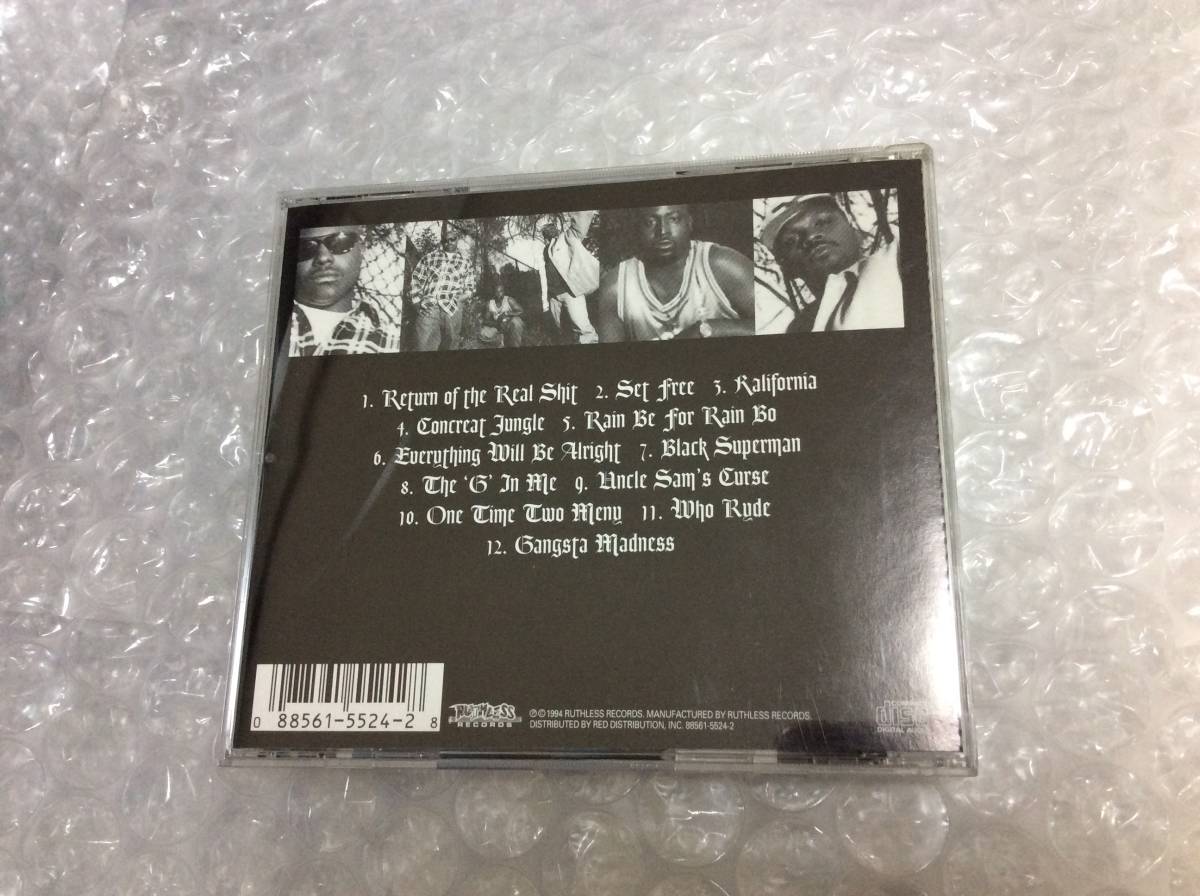 1. Return of the Real Shit 2. Set Free 3. Kalifornia
4. Concreat Jungle 5. Rain Be For Rain Bo
6. Everything Will Be Alright 7. Black Superman
8. The 'G' In Me 9. Uncle Sam's Curse
10. One Time Two Meny 11. Who Ryde
12. Gangsta Madness
0 88561-5524-2 8
RUTHLESS
RECORDS
℗©1994 RUTHLESS RECORDS. MANUFACTURED BY RUTHLESS RECORDS.
DISTRIBUTED BY RED DISTRIBUTION, INC. 88561-5524-2
disc
DIGITAL AUDIO